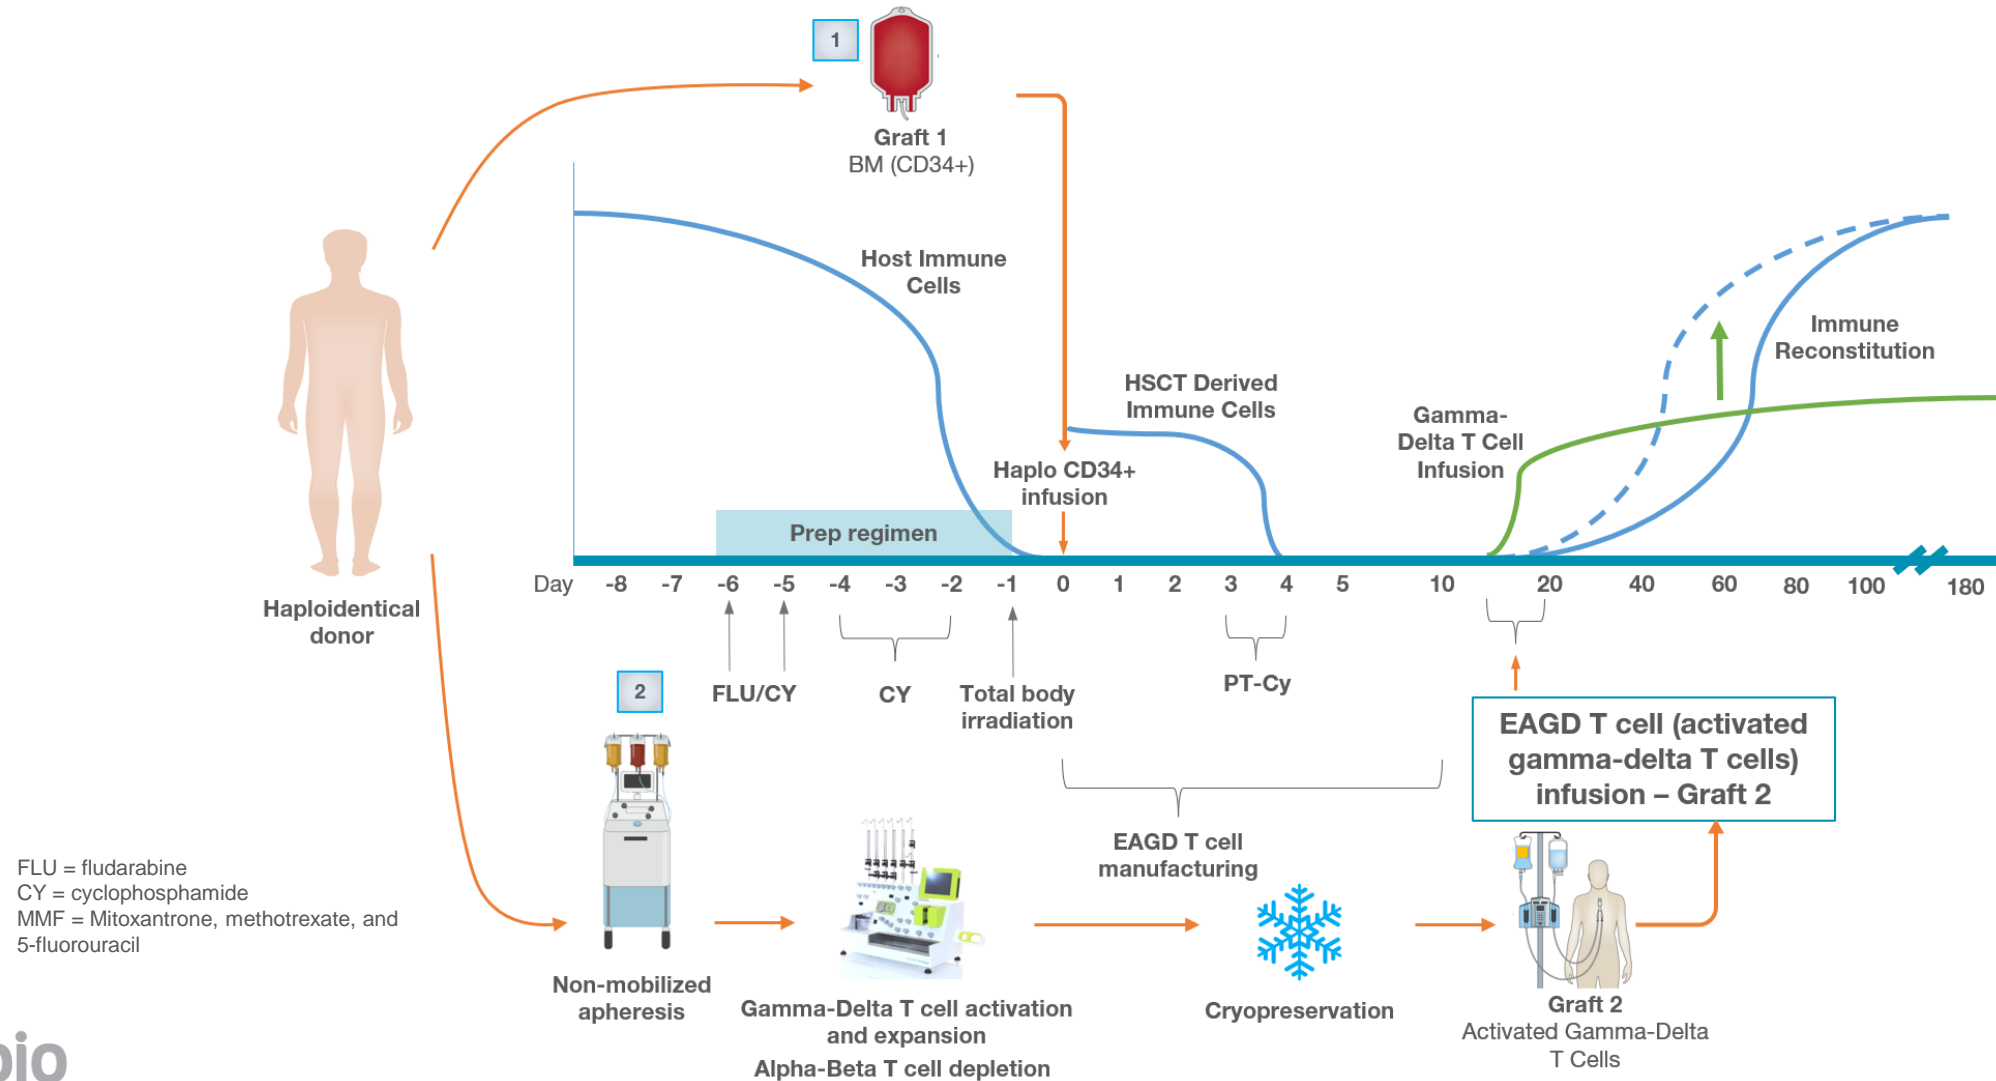 1
Graft 1
BM (CD34+)
Host Immune
Cells
HSCT Derived
Immune Cells
Haplo CD34+
infusion
Gamma-
Delta T Cell
Infusion
Immune
Reconstitution
Prep regimen
Day -8 -7 -6 -5 -4 -3 -2 -1 0 1 2 3 4 5 10 20 40 60 80 100 180
Haploidentical
donor
FLU/CY
CY
Total body
irradiation
PT-Cy
2
EAGD T cell (activated
gamma-delta T cells)
infusion – Graft 2
EAGD T cell
manufacturing
FLU = fludarabine
CY = cyclophosphamide
MMF = Mitoxantrone, methotrexate, and
5-fluorouracil
Non-mobilized
apheresis
Gamma-Delta T cell activation
and expansion
Alpha-Beta T cell depletion
Cryopreservation
Graft 2
Activated Gamma-Delta
T Cells
bio